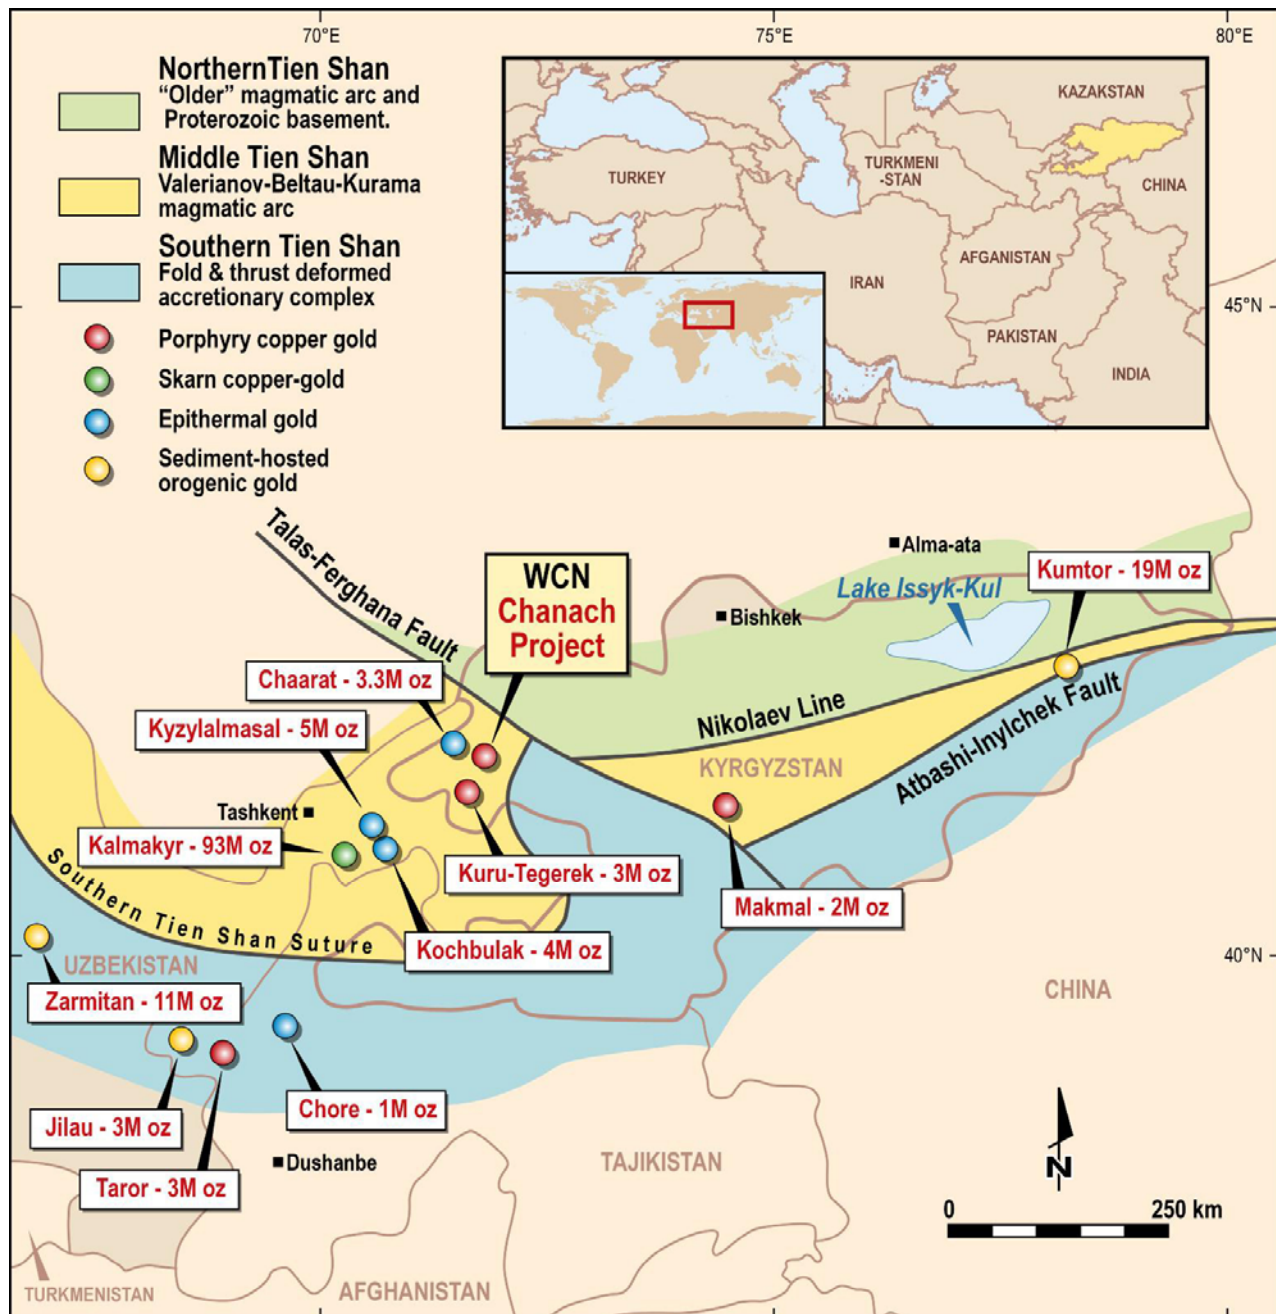 70°E
75°E
80°E
NorthernTien Shan
“Older” magmatic arc and
Proterozoic basement.
Middle Tien Shan
Valerianov-Beltau-Kurama
magmatic arc
Southern Tien Shan
Fold & thrust deformed
accretionary complex
Porphyry copper gold
Skarn copper-gold
Epithermal gold
Sediment-hosted
orogenic gold
KAZAKSTAN
TURKEY
TURKMENI
-STAN
CHINA
AFGANISTAN
IRAN
PAKISTAN
INDIA
45°N
Talas-Ferghana Fault
WCN
Chanach
Project
Alma-ata
Lake Issyk-Kul
Kumtor - 19M oz
Bishkek
Chaarat - 3.3M oz
Nikolaev Line
Kyzylalmasal - 5M oz
KYRGYZSTAN
Atbashi-Inylchek Fault
Tashkent
Kalmakyr - 93M oz
Kuru-Tegerek - 3M oz
Makmal - 2M oz
Southern Tien Shan Suture
Kochbulak - 4M oz
40°N
UZBEKISTAN
Zarmitan - 11M oz
CHINA
Chore - 1M oz
Jilau - 3M oz
Dushanbe
TAJIKISTAN
Taror - 3M oz
N
0
250 km
TURKMENISTAN
AFGHANISTAN